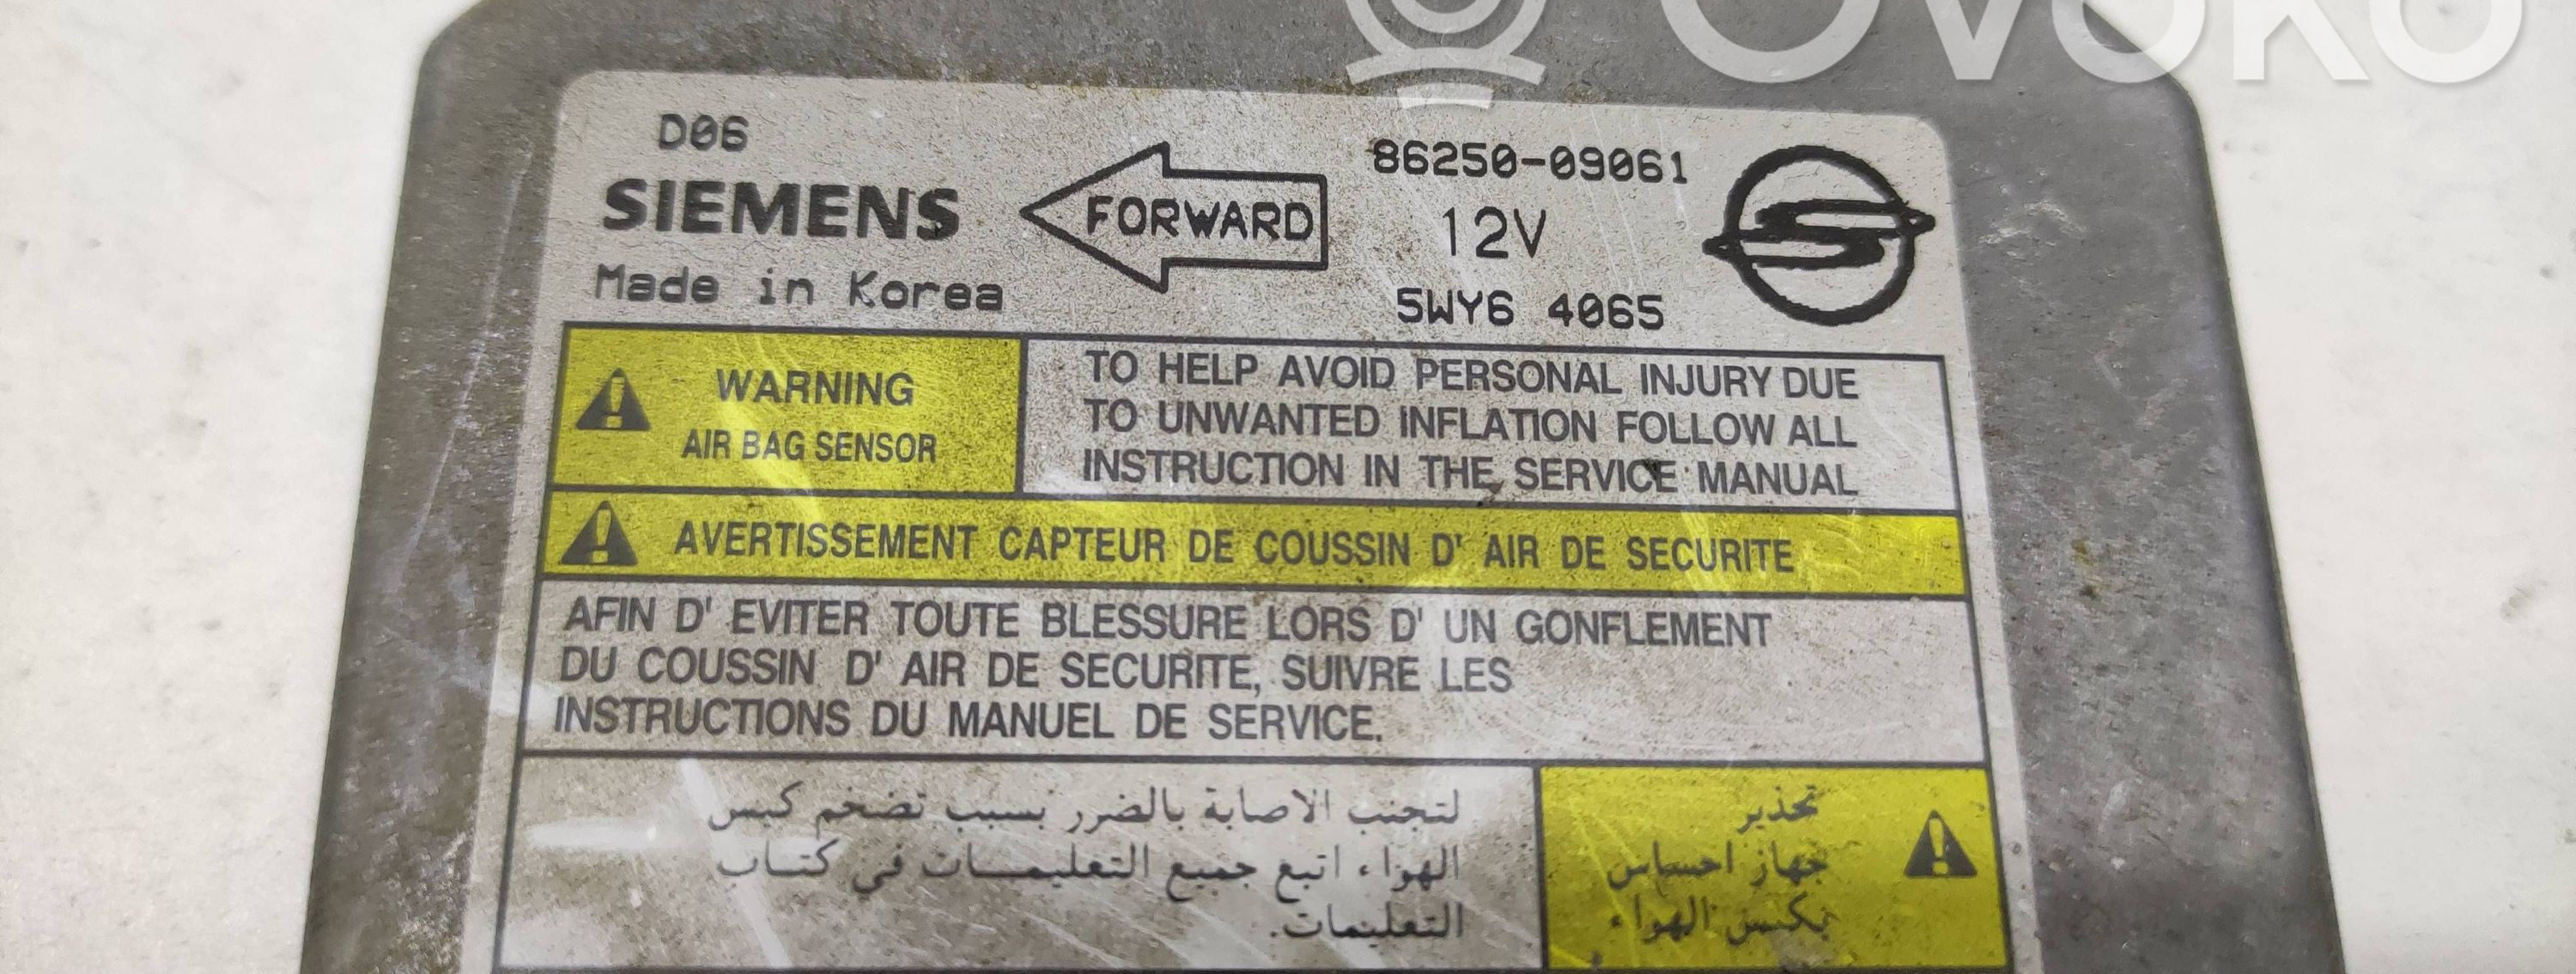 OVOKO
D06
SIEMENS
Made in Korea
FORWARD
86250-09061
12V
5WY6 4065
WARNING
AIR BAG SENSOR
TO HELP AVOID PERSONAL INJURY DUE
TO UNWANTED INFLATION FOLLOW ALL
INSTRUCTION IN THE SERVICE MANUAL
AVERTISSEMENT CAPTEUR DE COUSSIN D' AIR DE SECURITE
AFIN D' EVITER TOUTE BLESSURE LORS D' UN GONFLEMENT
DU COUSSIN D' AIR DE SECURITE, SUIVRE LES
INSTRUCTIONS DU MANUEL DE SERVICE.
تحذير
جهاز احساس
بكيس الهواء
لتجنب الاصابة بالضرر بسبب تضخم كيس
الهواء اتبع جميع التعليمات في كتاب
التعليمات.